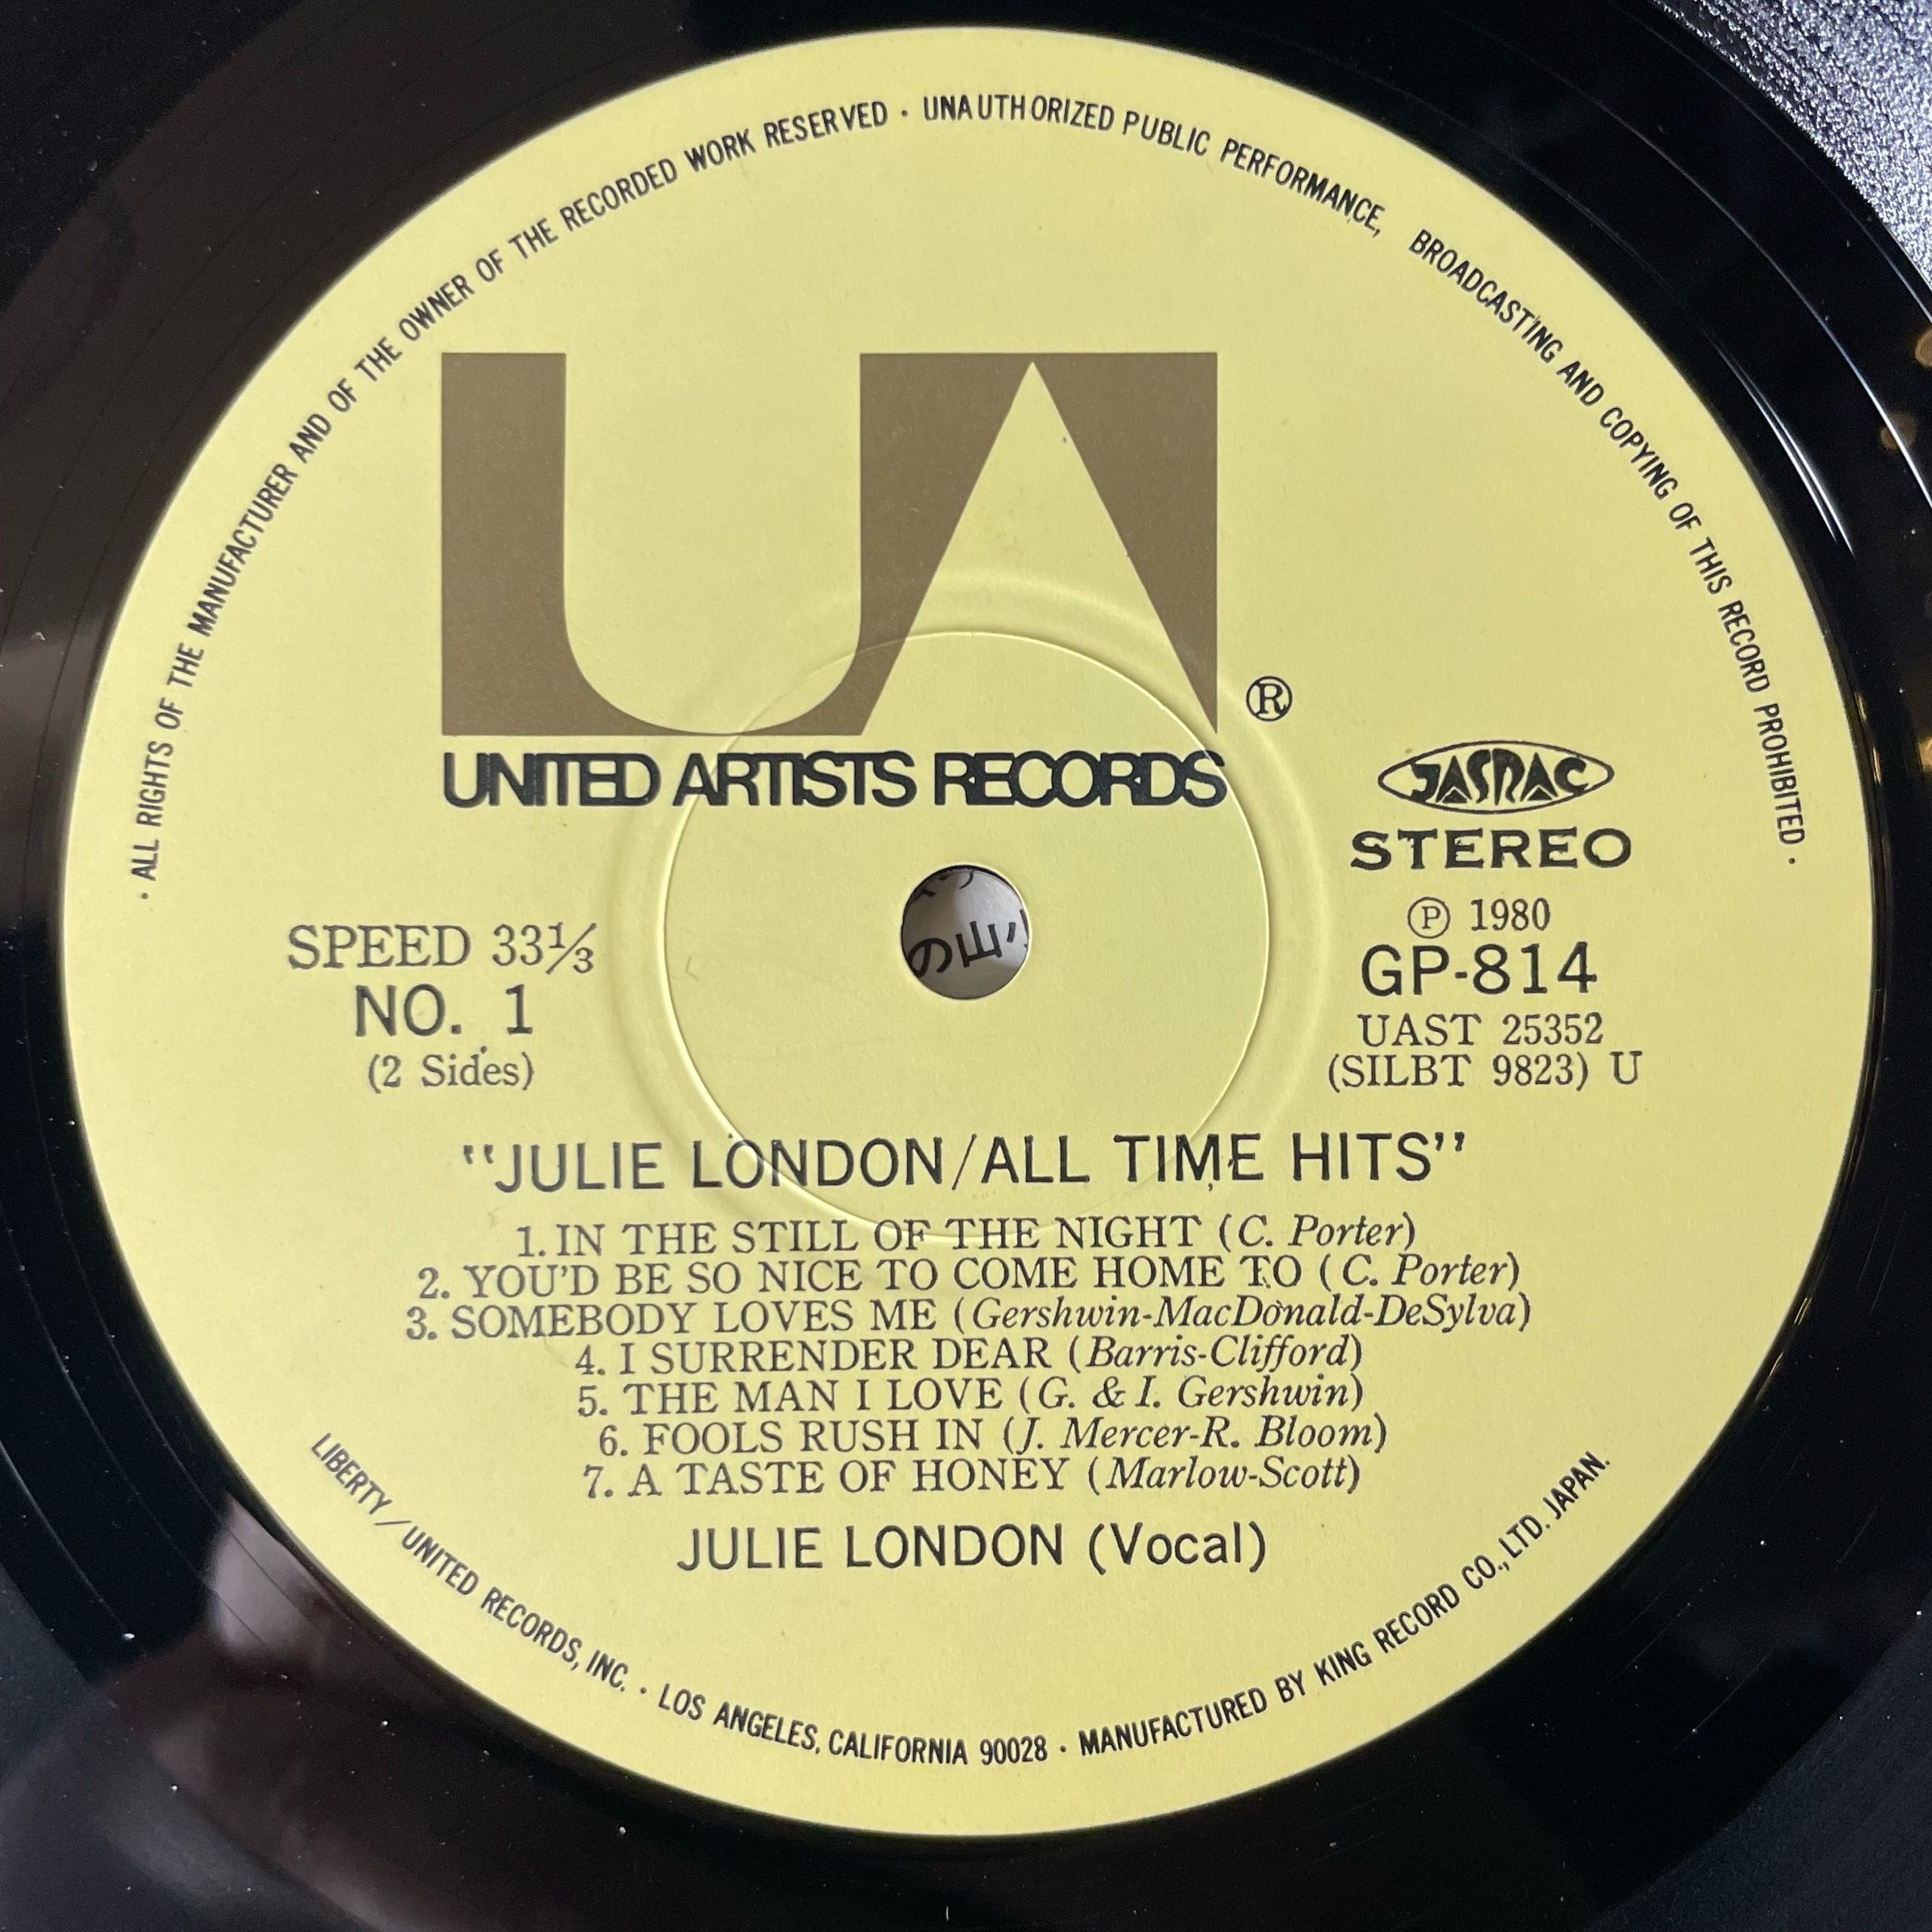 · ALL RIGHTS OF THE MANUFACTURER AND OF THE OWNER OF THE RECORDED WORK RESERVED · UNAUTHORIZED PUBLIC PERFORMANCE, BROADCASTING AND COPYING OF THIS RECORD PROHIBITED ·
UA
®
UNITED ARTISTS RECORDS
JASRAC
STEREO
SPEED 33⅓
NO. 1
(2 Sides)
の山
℗ 1980
GP-814
UAST 25352
(SILBT 9823) U
"JULIE LONDON/ALL TIME HITS"
1. IN THE STILL OF THE NIGHT (C. Porter)
2. YOU'D BE SO NICE TO COME HOME TO (C. Porter)
3. SOMEBODY LOVES ME (Gershwin-MacDonald-DeSylva)
4. I SURRENDER DEAR (Barris-Clifford)
5. THE MAN I LOVE (G. & I. Gershwin)
6. FOOLS RUSH IN (J. Mercer-R. Bloom)
7. A TASTE OF HONEY (Marlow-Scott)
JULIE LONDON (Vocal)
LIBERTY/UNITED RECORDS, INC. · LOS ANGELES, CALIFORNIA 90028 · MANUFACTURED BY KING RECORD CO., LTD. JAPAN.